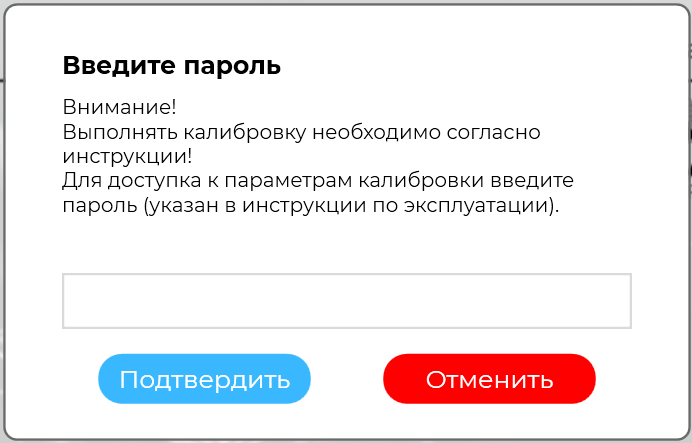 Введите пароль
Внимание!
Выполнять калибровку необходимо согласно
инструкции!
Для доступка к параметрам калибровки введите
пароль (указан в инструкции по эксплуатации).
Подтвердить
Отменить